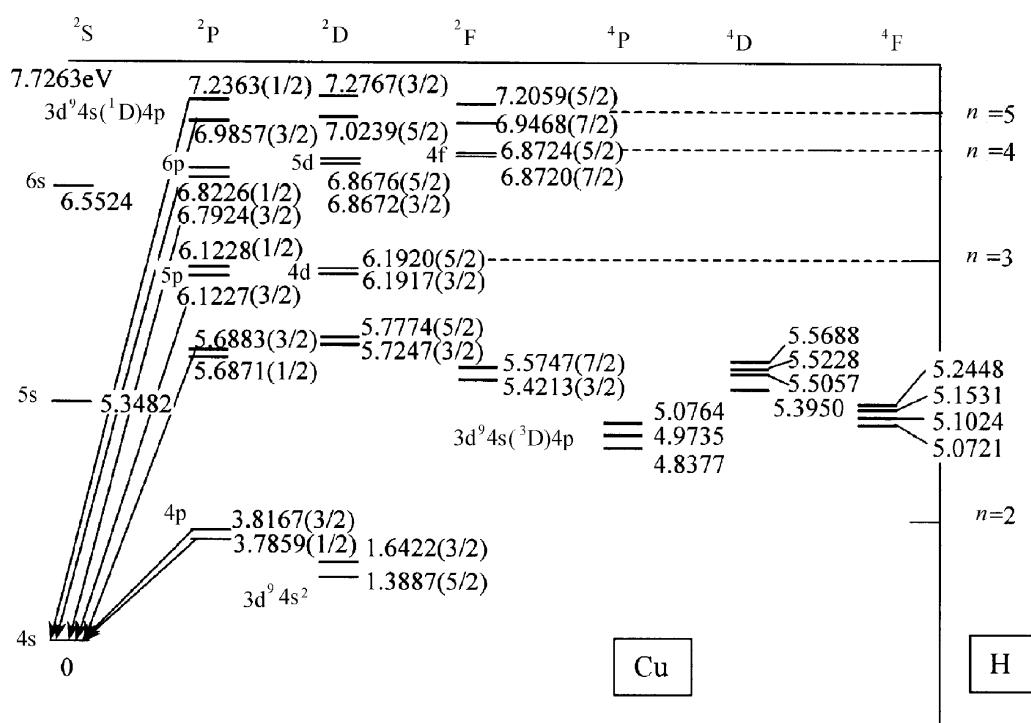 ²S ²P ²D ²F ⁴P ⁴D ⁴F
7.7263eV
7.2363(1/2) 7.2767(3/2)
7.2059(5/2)
3d⁹4s(¹D)4p
n=5
6.9857(3/2) 7.0239(5/2) 6.9468(7/2)
6p 5d 4f 6.8724(5/2)
n=4
6s
6.8676(5/2) 6.8720(7/2)
6.5524 6.8226(1/2) 6.8672(3/2)
6.7924(3/2)
6.1228(1/2) 6.1920(5/2)
n=3
5p 4d 6.1917(3/2)
6.1227(3/2)
5.6883(3/2) 5.7774(5/2)
5.5688
5.6871(1/2) 5.7247(3/2)
5.5747(7/2) 5.5228
5.2448
5.4213(3/2) 5.5057
5s 5.3482
5.3950 5.1531
5.0764
5.1024
3d⁹4s(³D)4p 4.9735
5.0721
4.8377
4p 3.8167(3/2)
n=2
3.7859(1/2) 1.6422(3/2)
3d⁹4s² 1.3887(5/2)
4s
0
Cu H